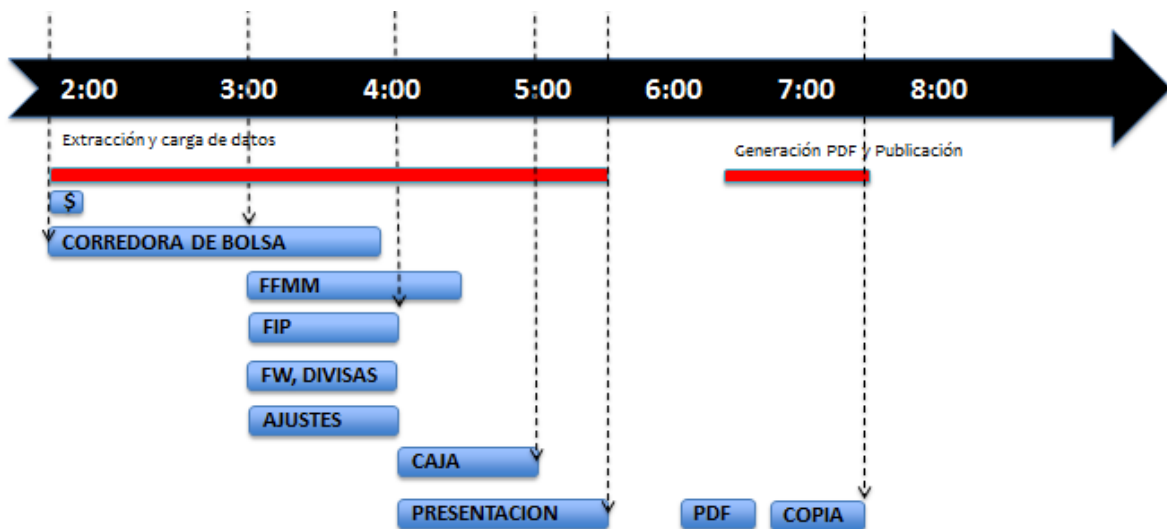 2:00 3:00 4:00 5:00 6:00 7:00 8:00
Extracción y carga de datos
Generación PDF y Publicación
$
CORREDORA DE BOLSA
FFMM
FIP
FW, DIVISAS
AJUSTES
CAJA
PRESENTACION PDF COPIA